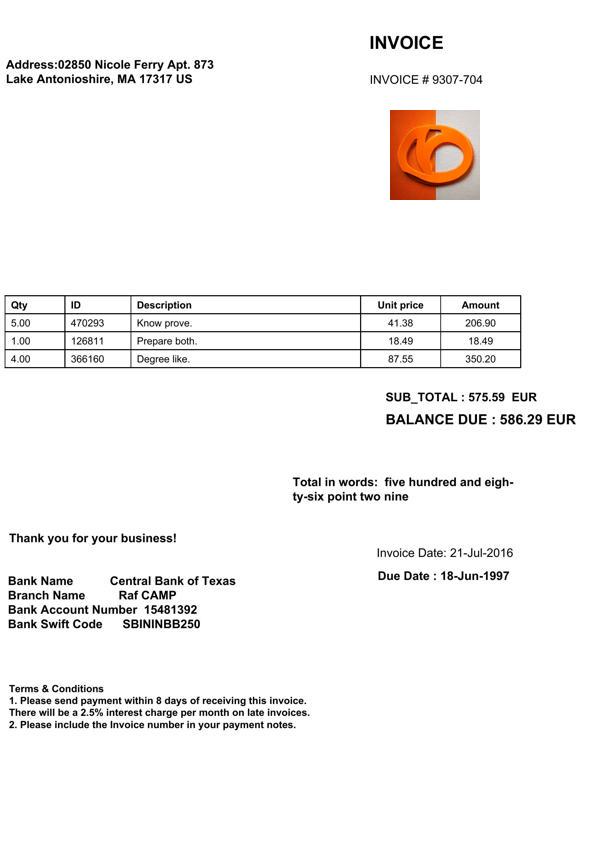 INVOICE
Address:02850 Nicole Ferry Apt. 873
Lake Antonioshire, MA 17317 US
INVOICE # 9307-704
Qty ID Description Unit price Amount
5.00 470293 Know prove. 41.38 206.90
1.00 126811 Prepare both. 18.49 18.49
4.00 366160 Degree like. 87.55 350.20
SUB_TOTAL : 575.59 EUR
BALANCE DUE : 586.29 EUR
Total in words: five hundred and eigh-
ty-six point two nine
Thank you for your business!
Invoice Date: 21-Jul-2016
Due Date : 18-Jun-1997
Bank Name Central Bank of Texas
Branch Name Raf CAMP
Bank Account Number 15481392
Bank Swift Code SBININBB250
Terms & Conditions
1. Please send payment within 8 days of receiving this invoice.
There will be a 2.5% interest charge per month on late invoices.
2. Please include the Invoice number in your payment notes.